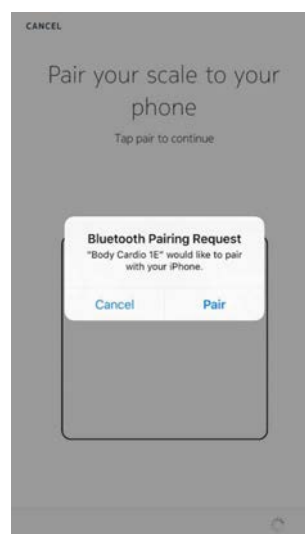 CANCEL
Pair your scale to your
phone
Tap pair to continue
Bluetooth Pairing Request
"Body Cardio 1E" would like to pair
with your iPhone.
Cancel Pair